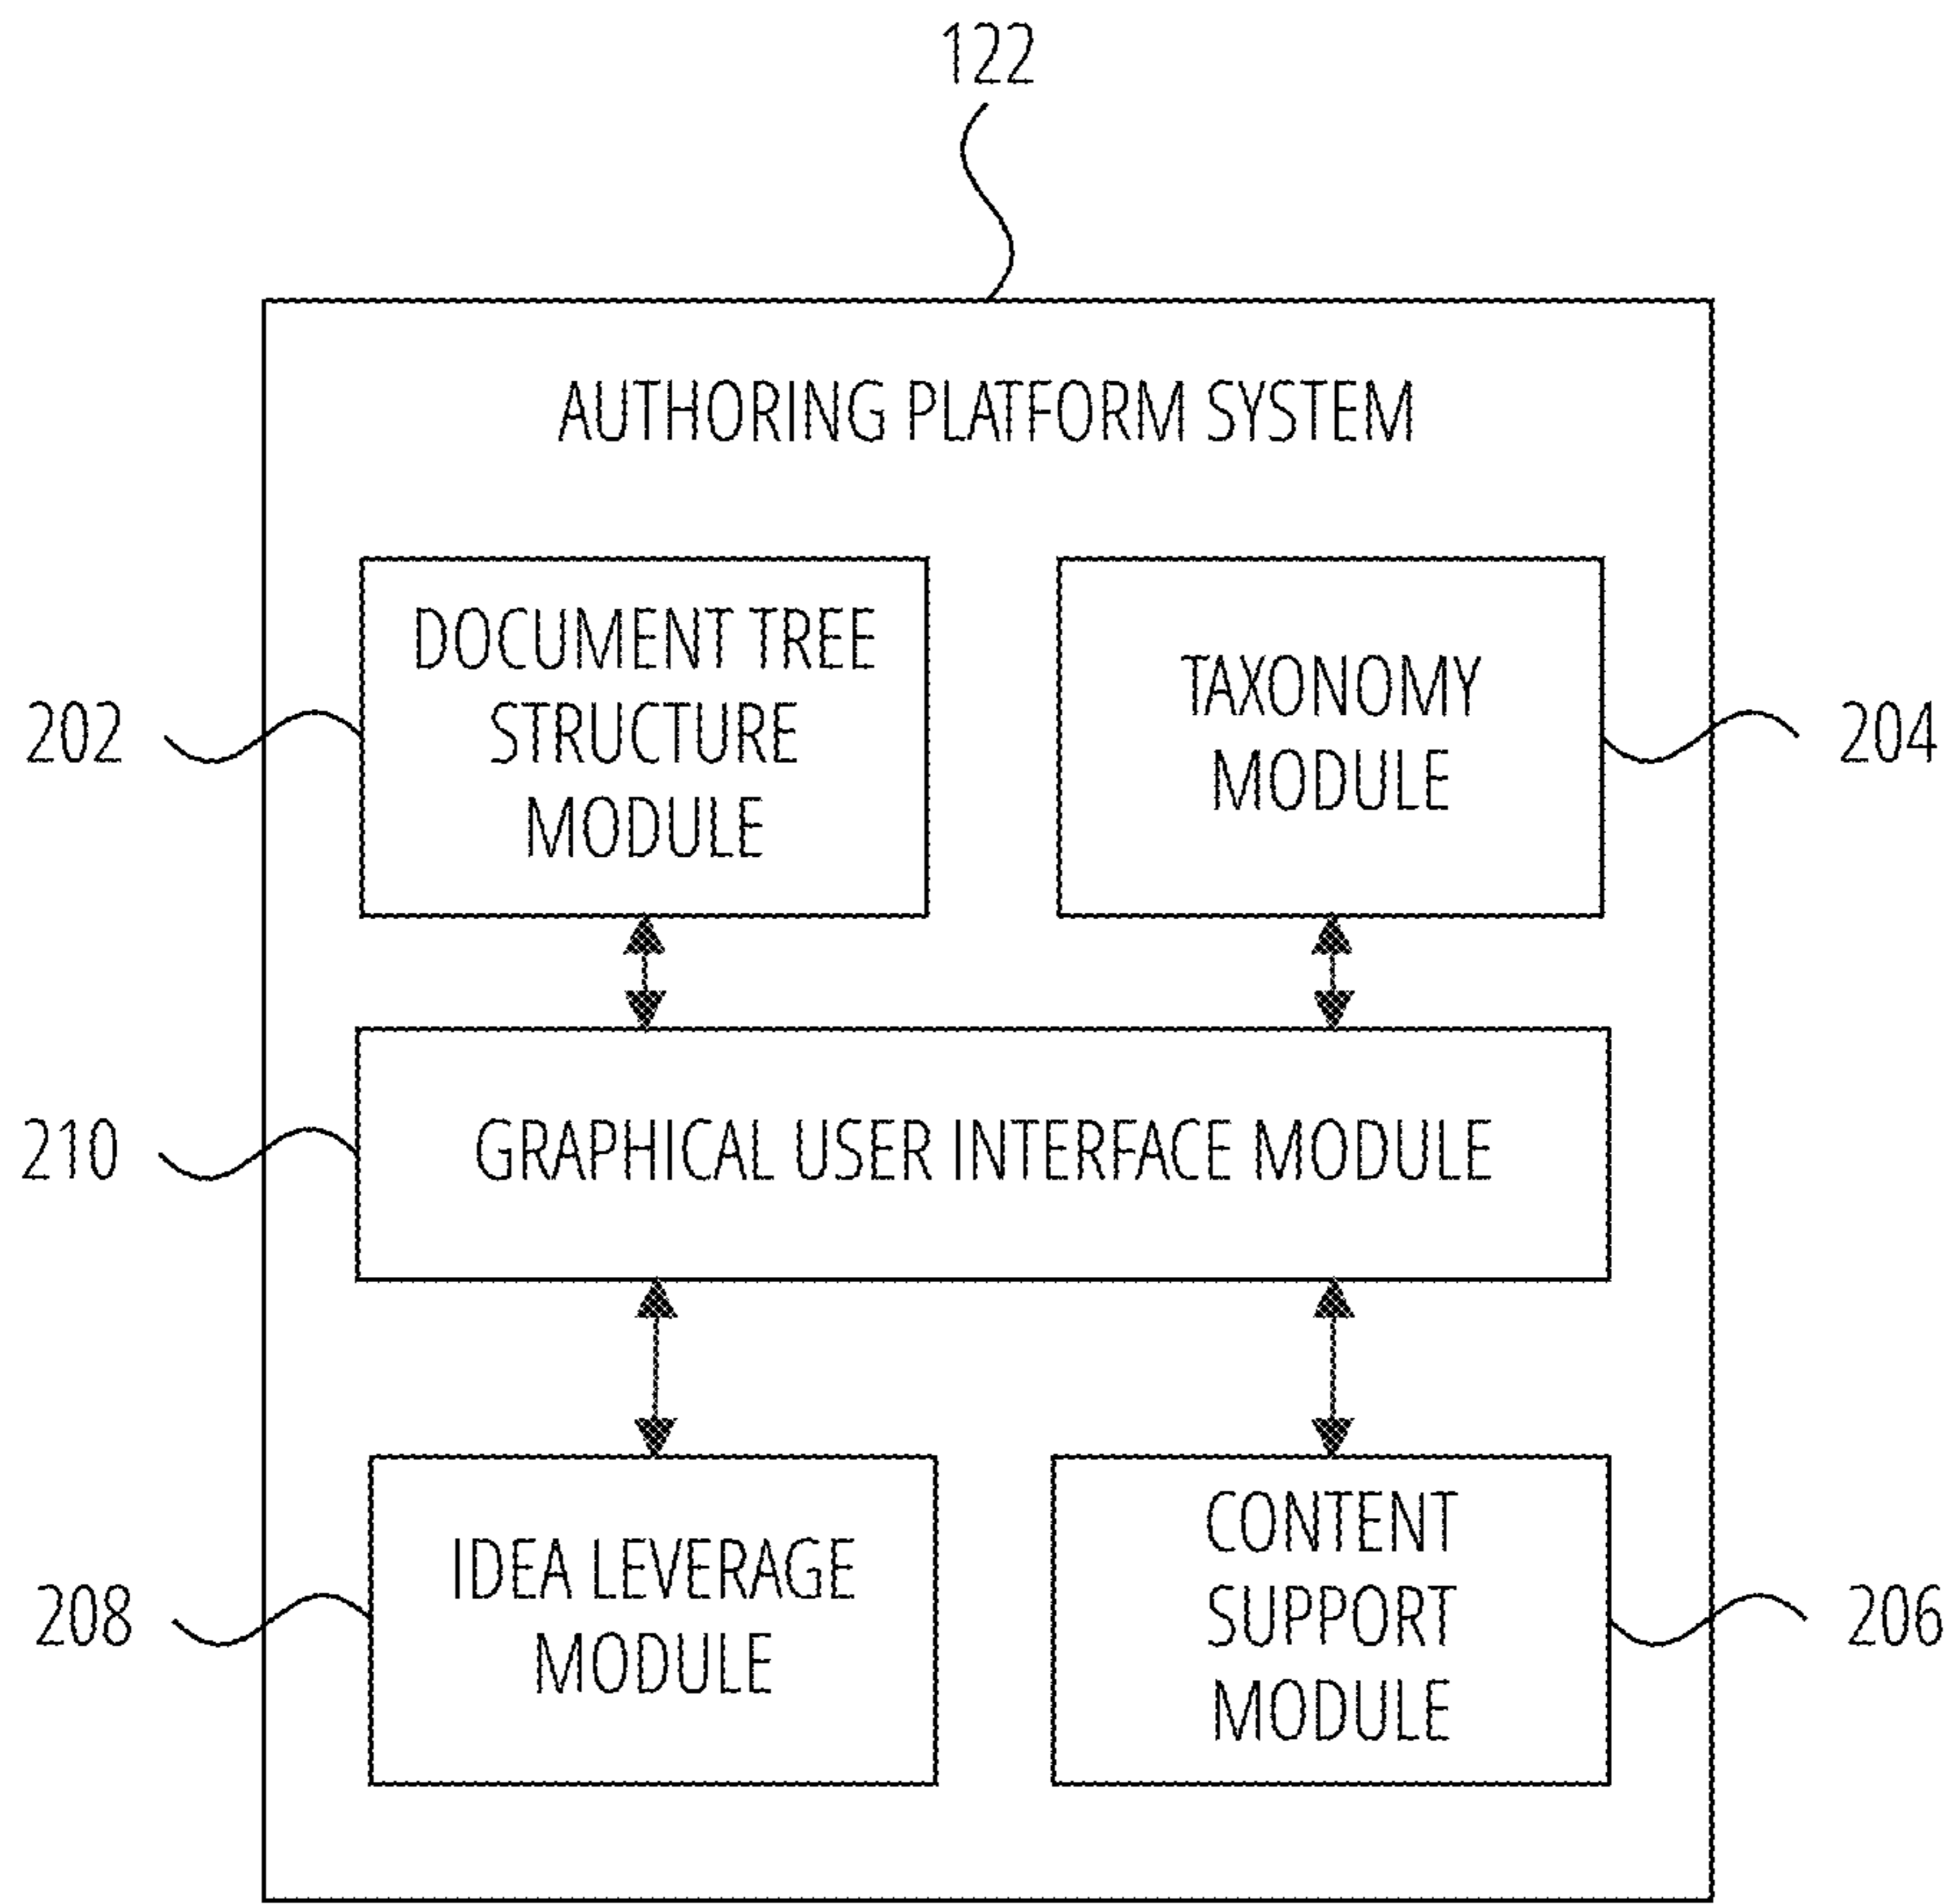 122
AUTHORING PLATFORM SYSTEM
DOCUMENT TREE
STRUCTURE
MODULE
TAXONOMY
MODULE
202
204
210
GRAPHICAL USER INTERFACE MODULE
IDEA LEVERAGE
MODULE
CONTENT
SUPPORT
MODULE
208
206